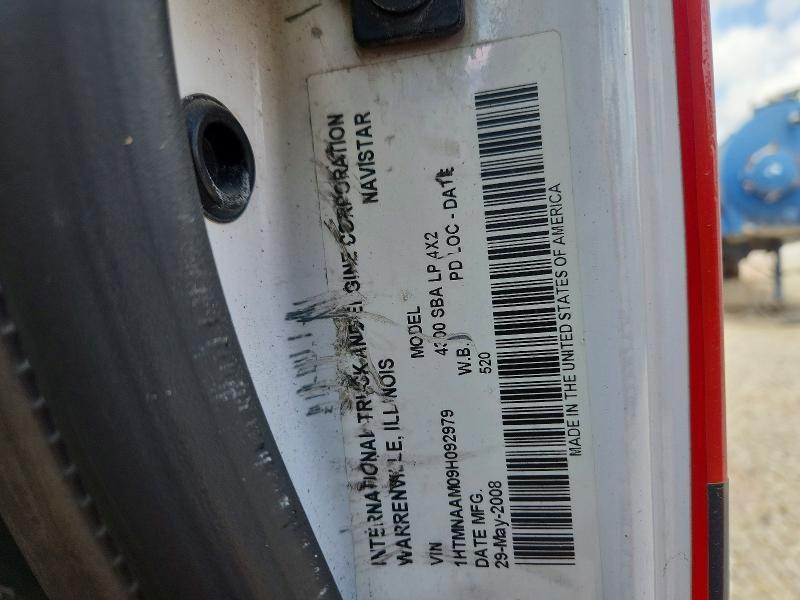 INTERNATIONAL TRUCK AND ENGINE CORPORATION
WARRENVILLE, ILLINOIS NAVISTAR
MODEL
4300 SBA LP 4X2
VIN W.B. PD LOC - DATE
1HTMNAAM09H092979 520
DATE MFG.
29-May-2008
MADE IN THE UNITED STATES OF AMERICA